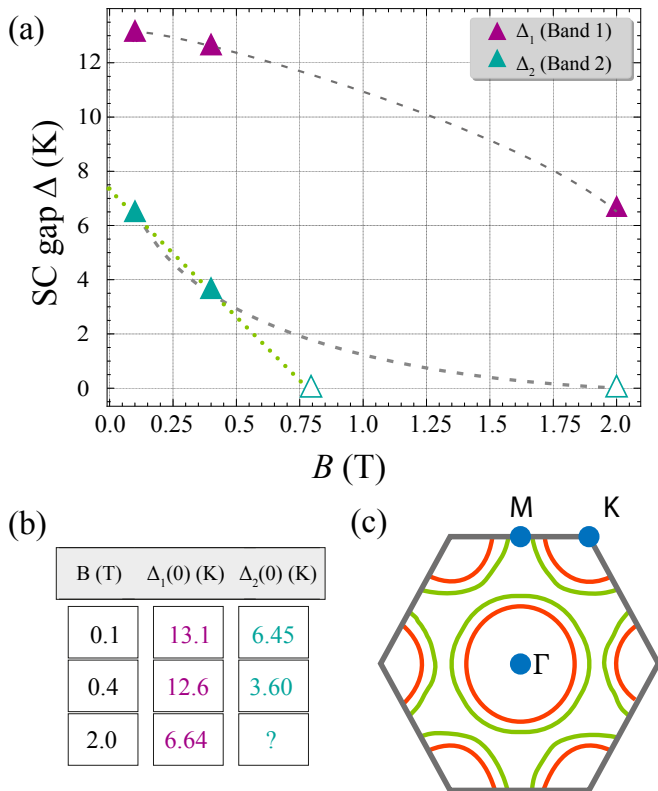 (a)
SC gap Δ (K)
12
10
8
6
4
2
0
Δ₁ (Band 1)
Δ₂ (Band 2)
0.0 0.25 0.5 0.75 1.0 1.25 1.5 1.75 2.0
B (T)
(b)
B (T) Δ₁(0) (K) Δ₂(0) (K)
0.1 13.1 6.45
0.4 12.6 3.60
2.0 6.64 ?
(c)
M K
Γ